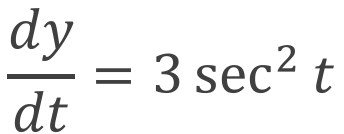 dy/dt = 3 sec² t